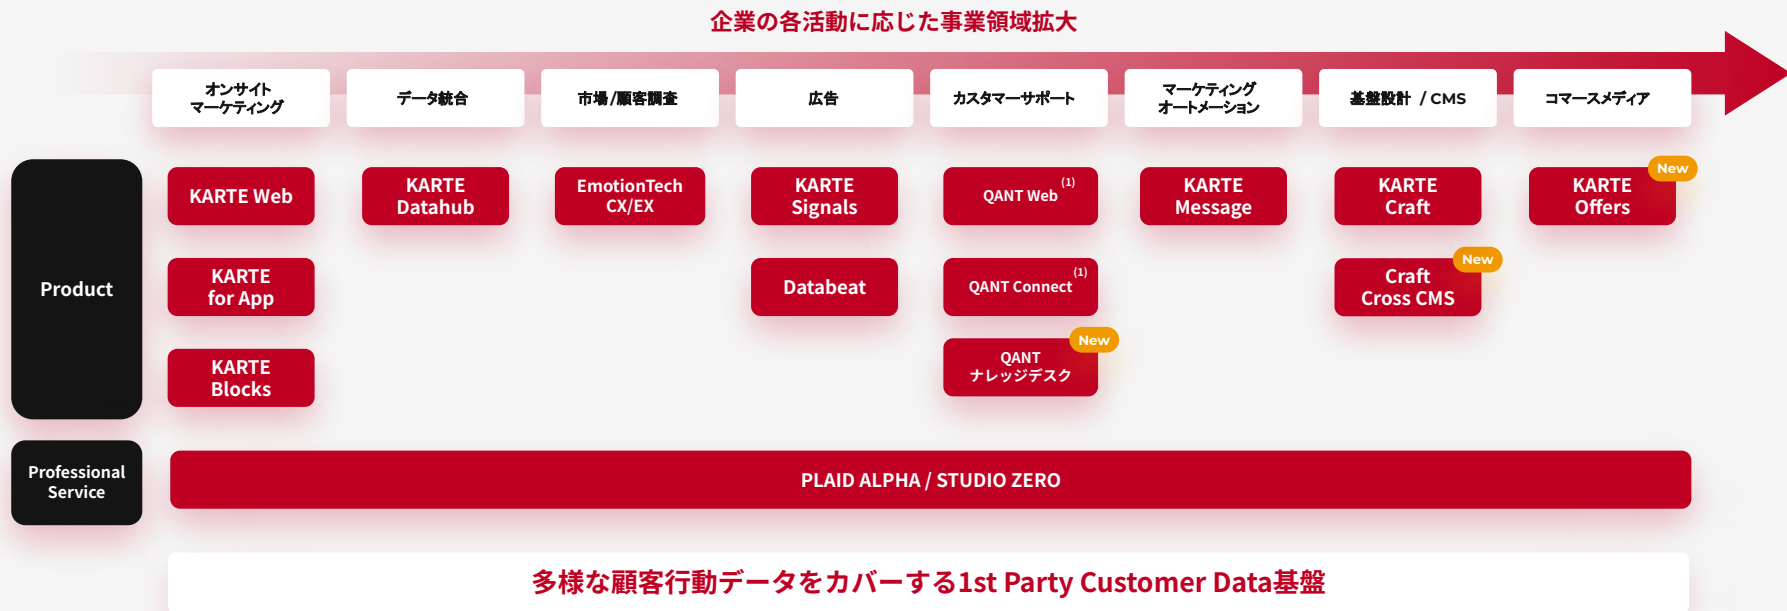 企業の各活動に応じた事業領域拡大
オンサイト
マーケティング
データ統合
市場/顧客調査
広告
カスタマーサポート
マーケティング
オートメーション
基盤設計 / CMS
コマースメディア
Product
KARTE Web
KARTE
Datahub
EmotionTech
CX/EX
KARTE
Signals
QANT Web (1)
KARTE
Message
KARTE
Craft
KARTE
Offers
New
KARTE
for App
Databeat
QANT Connect (1)
Craft
Cross CMS
New
KARTE
Blocks
QANT
ナレッジデスク
New
Professional
Service
PLAID ALPHA / STUDIO ZERO
多様な顧客行動データをカバーする1st Party Customer Data基盤